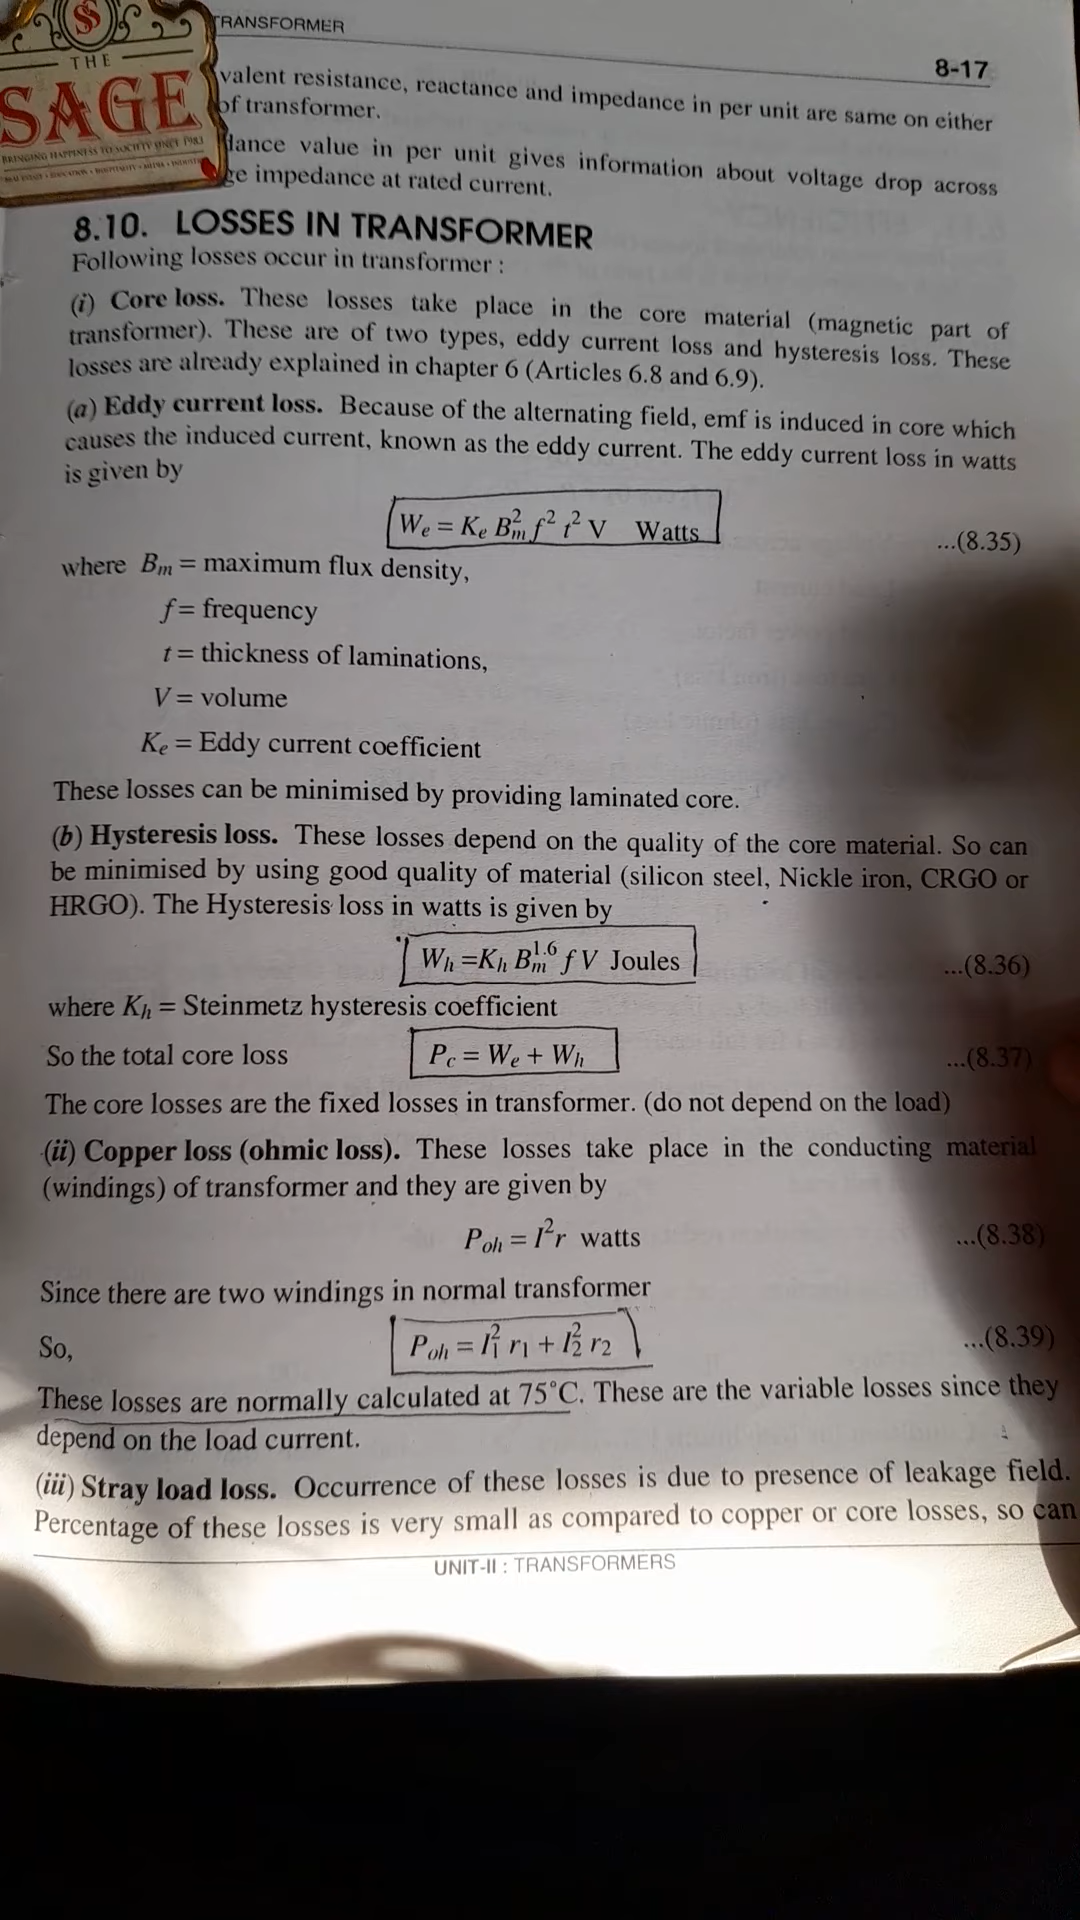 TRANSFORMER
8-17
THE
SAGE
BRINGING HAPPINESS TO SOCIETY SINCE 1983
valent resistance, reactance and impedance in per unit are same on either
of transformer.
dance value in per unit gives information about voltage drop across
ge impedance at rated current.
8.10. LOSSES IN TRANSFORMER
Following losses occur in transformer :
(i) Core loss. These losses take place in the core material (magnetic part of
transformer). These are of two types, eddy current loss and hysteresis loss. These
losses are already explained in chapter 6 (Articles 6.8 and 6.9).
(a) Eddy current loss. Because of the alternating field, emf is induced in core which
causes the induced current, known as the eddy current. The eddy current loss in watts
is given by
Wₑ = Kₑ Bₘ² f² t² V Watts ...(8.35)
where Bₘ = maximum flux density,
f = frequency
t = thickness of laminations,
V = volume
Kₑ = Eddy current coefficient
These losses can be minimised by providing laminated core.
(b) Hysteresis loss. These losses depend on the quality of the core material. So can
be minimised by using good quality of material (silicon steel, Nickle iron, CRGO or
HRGO). The Hysteresis loss in watts is given by
Wₕ =Kₕ Bₘ¹·⁶ f V Joules ...(8.36)
where Kₕ = Steinmetz hysteresis coefficient
So the total core loss P_c = Wₑ + Wₕ ...(8.37)
The core losses are the fixed losses in transformer. (do not depend on the load)
(ii) Copper loss (ohmic loss). These losses take place in the conducting material
(windings) of transformer and they are given by
Pₒₕ = I²r watts ...(8.38)
Since there are two windings in normal transformer
So, Pₒₕ = I₁² r₁ + I₂² r₂ ...(8.39)
These losses are normally calculated at 75°C. These are the variable losses since they
depend on the load current.
(iii) Stray load loss. Occurrence of these losses is due to presence of leakage field.
Percentage of these losses is very small as compared to copper or core losses, so can
UNIT-II : TRANSFORMERS